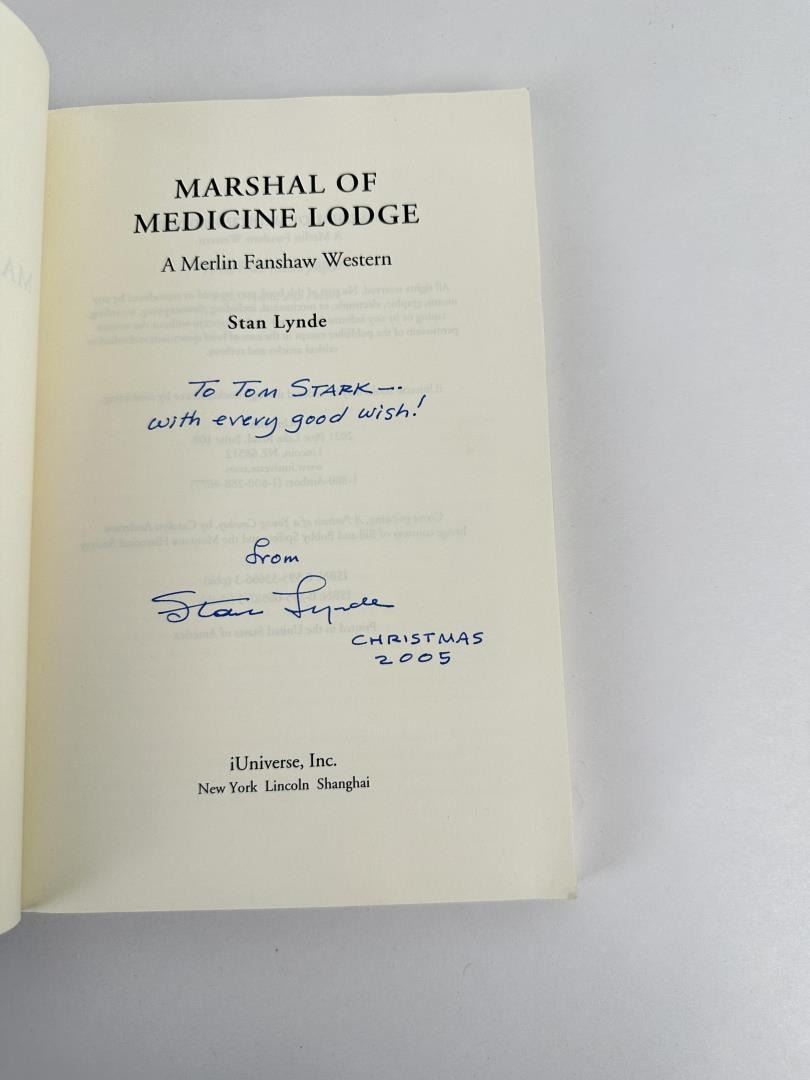 MARSHAL OF
MEDICINE LODGE
A Merlin Fanshaw Western
Stan Lynde
To Tom STARK—.
with every good wish!
from
Stan Lynde
CHRISTMAS
2005
iUniverse, Inc.
New York Lincoln Shanghai